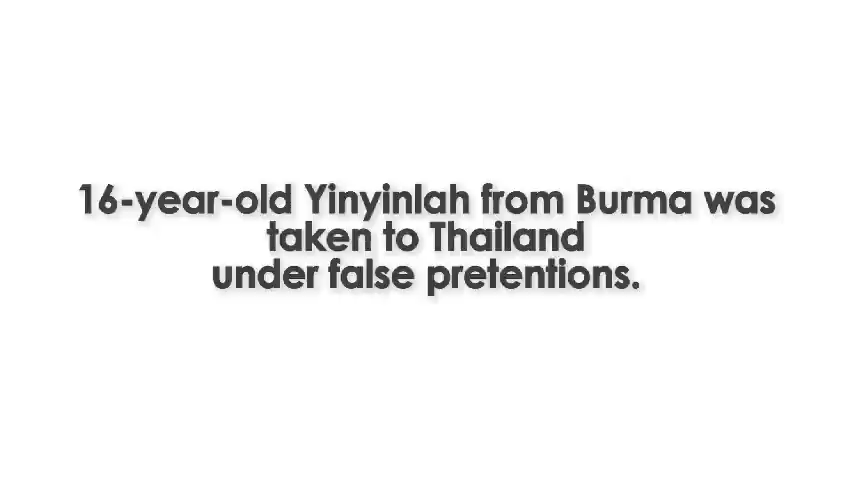 16-year-old Yinyinlah from Burma was
taken to Thailand
under false pretentions.